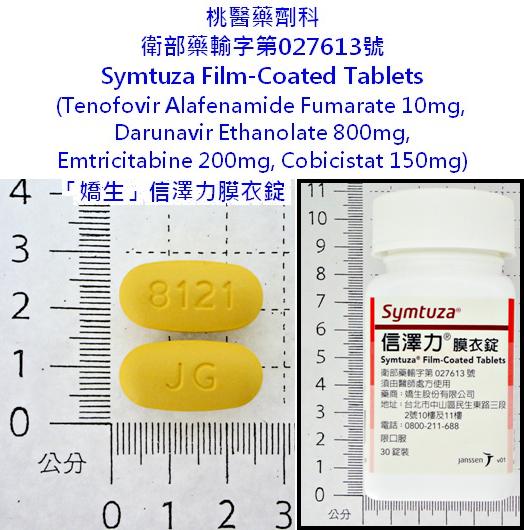 桃醫藥劑科
衛部藥輸字第027613號
Symtuza Film-Coated Tablets
(Tenofovir Alafenamide Fumarate 10mg,
Darunavir Ethanolate 800mg,
Emtricitabine 200mg, Cobicistat 150mg)
「嬌生」信澤力膜衣錠
4
3
2
1
0
公分
0 1 2 3
8121
JG
11
10
9
8
7
6
5
4
3
2
1
0
公分
Symtuza®
信澤力® 膜衣錠
Symtuza® Film-Coated Tablets
衛部藥輸字第 027613 號
須由醫師處方使用
藥商：嬌生股份有限公司
地址：台北市中山區民生東路三段
2號10樓及11樓
電話：0800-211-688
限口服
30 錠裝
janssen v01